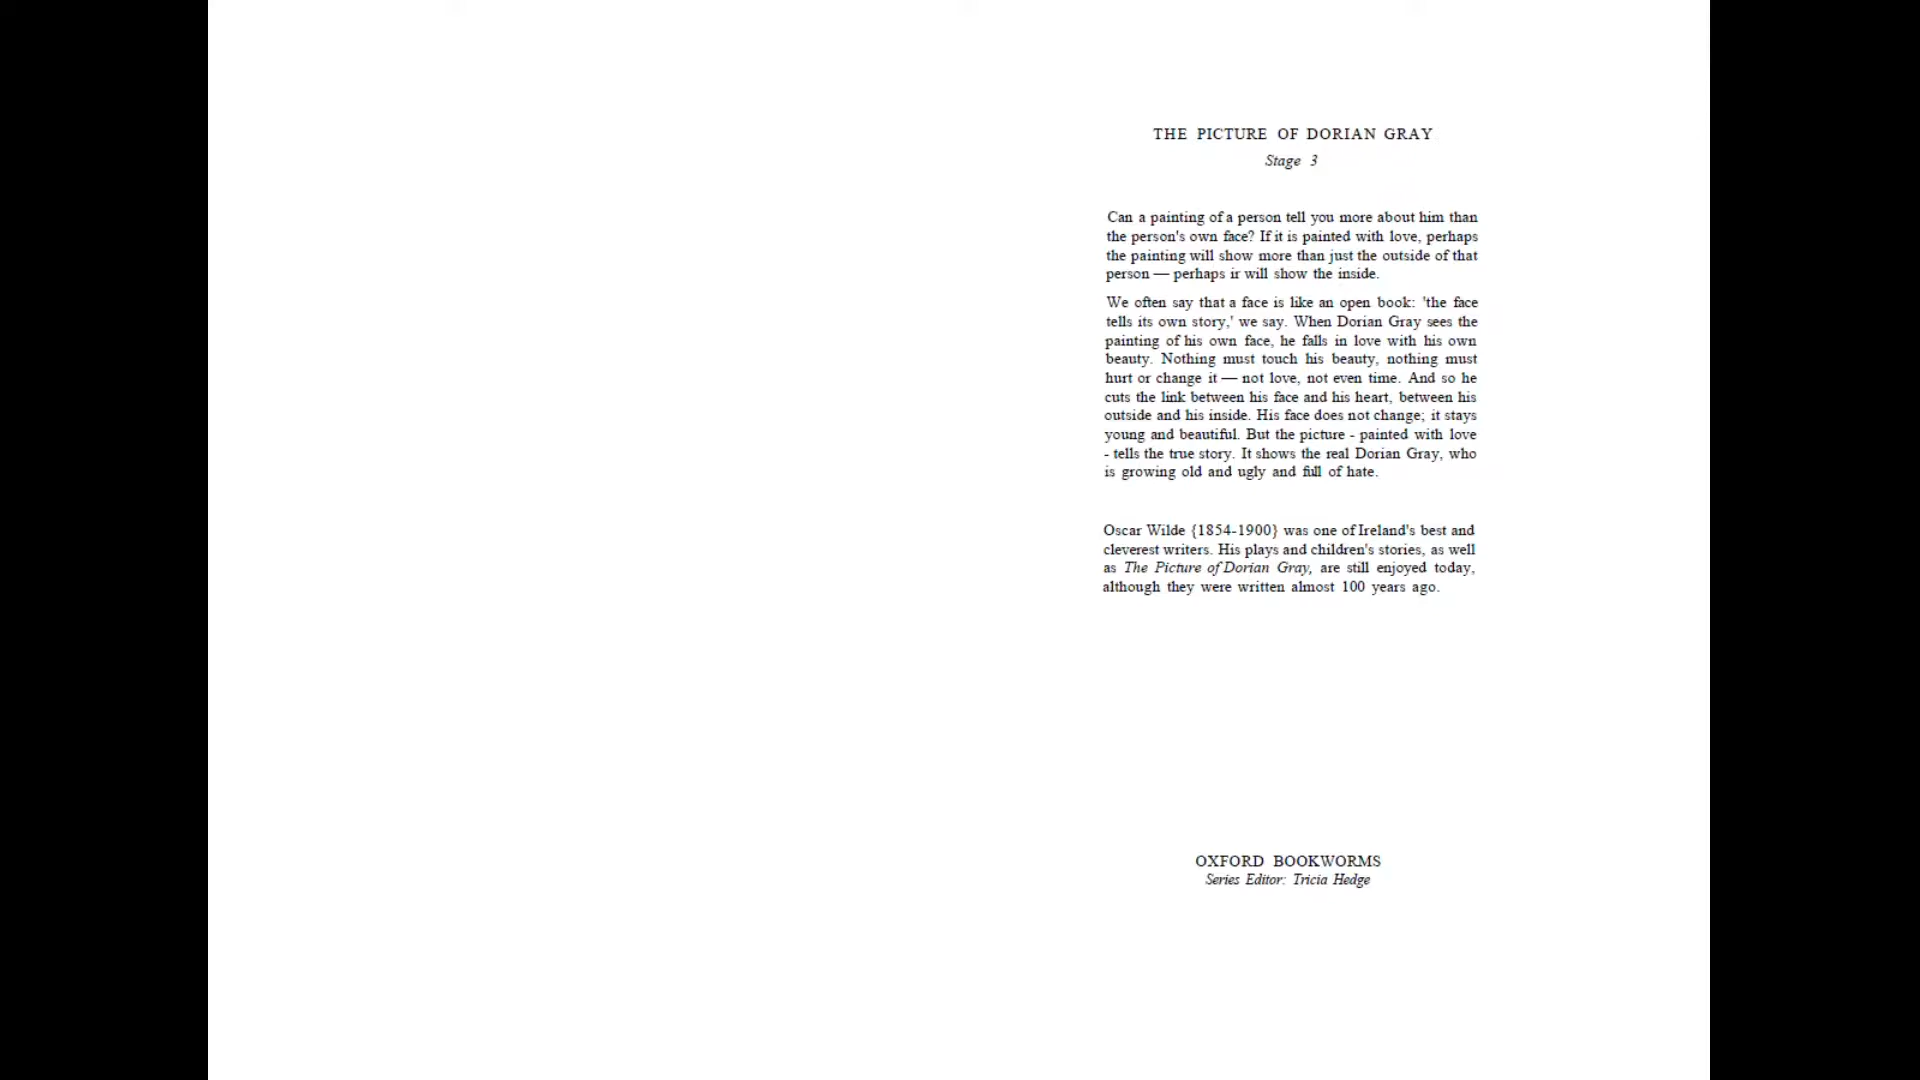 THE PICTURE OF DORIAN GRAY
Stage 3
Can a painting of a person tell you more about him than
the person's own face? If it is painted with love, perhaps
the painting will show more than just the outside of that
person — perhaps ir will show the inside.
We often say that a face is like an open book: 'the face
tells its own story,' we say. When Dorian Gray sees the
painting of his own face, he falls in love with his own
beauty. Nothing must touch his beauty, nothing must
hurt or change it — not love, not even time. And so he
cuts the link between his face and his heart, between his
outside and his inside. His face does not change; it stays
young and beautiful. But the picture - painted with love
- tells the true story. It shows the real Dorian Gray, who
is growing old and ugly and full of hate.
Oscar Wilde {1854-1900} was one of Ireland's best and
cleverest writers. His plays and children's stories, as well
as The Picture of Dorian Gray, are still enjoyed today,
although they were written almost 100 years ago.
OXFORD BOOKWORMS
Series Editor: Tricia Hedge